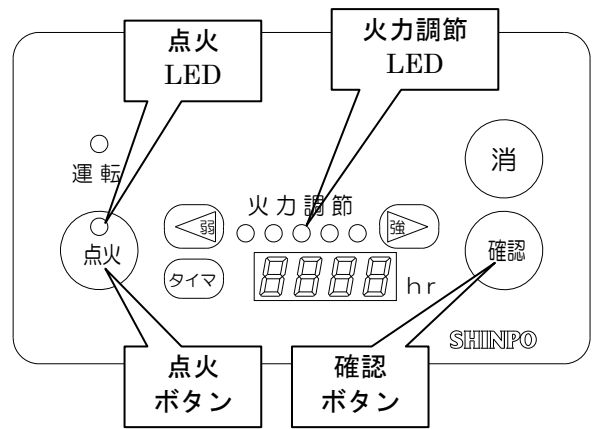 点火
LED
火力調節
LED
運転
消
火力調節
弱
強
点火
確認
タイマ
8888
hr
SHINPO
点火
ボタン
確認
ボタン